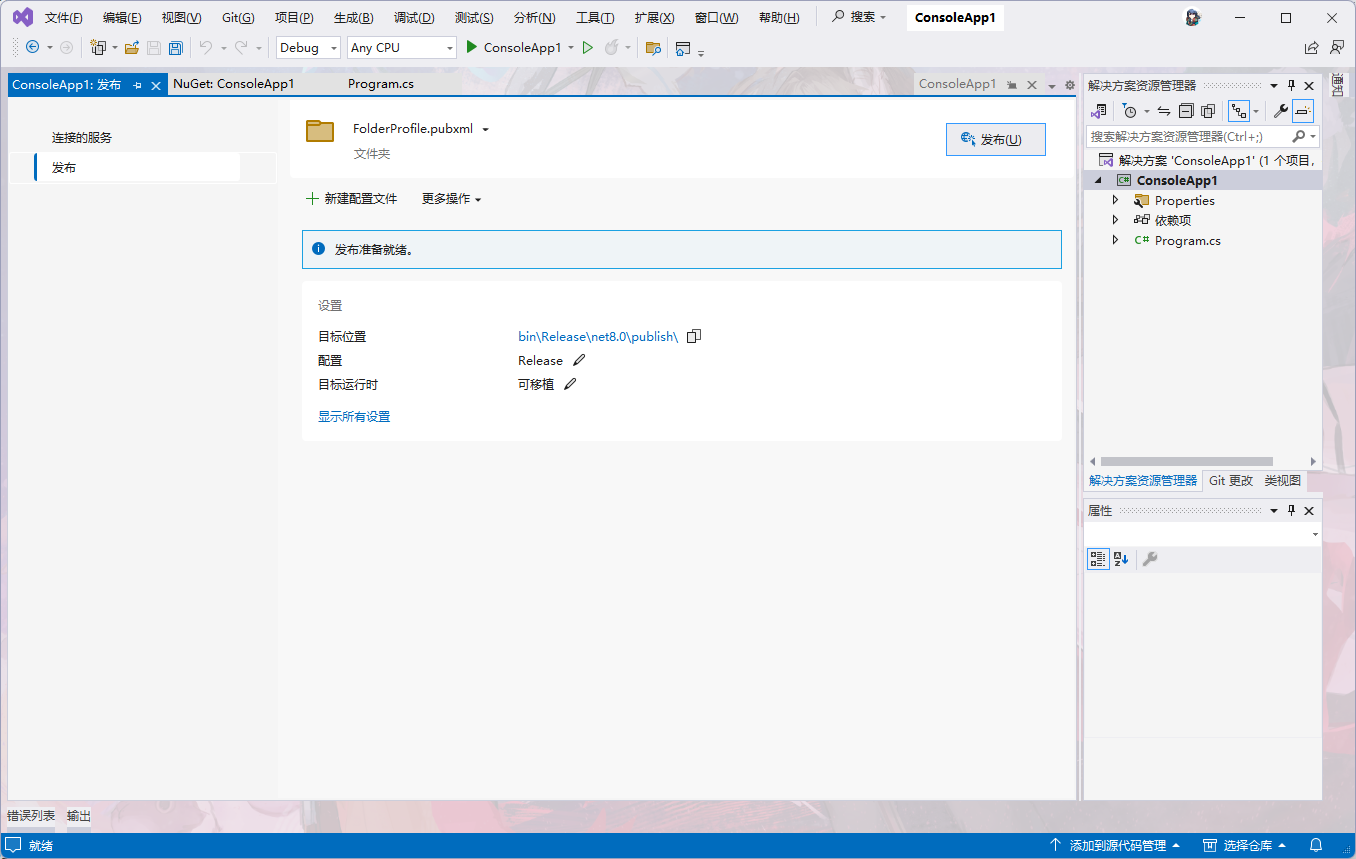 文件(F) 编辑(E) 视图(V) Git(G) 项目(P) 生成(B) 调试(D) 测试(S) 分析(N) 工具(T) 扩展(X) 窗口(W) 帮助(H) 搜索 ConsoleApp1
Debug Any CPU ConsoleApp1
ConsoleApp1: 发布 NuGet: ConsoleApp1 Program.cs ConsoleApp1
连接的服务
发布
FolderProfile.pubxml
文件夹
发布(U)
新建配置文件 更多操作
发布准备就绪。
设置
目标位置 bin\Release\net8.0\publish\
配置 Release
目标运行时 可移植
显示所有设置
解决方案资源管理器
搜索解决方案资源管理器(Ctrl+;)
解决方案 'ConsoleApp1' (1 个项目,
C# ConsoleApp1
Properties
依赖项
C# Program.cs
解决方案资源管理器 Git 更改 类视图
属性
通知
错误列表 输出
就绪 添加到源代码管理 选择仓库